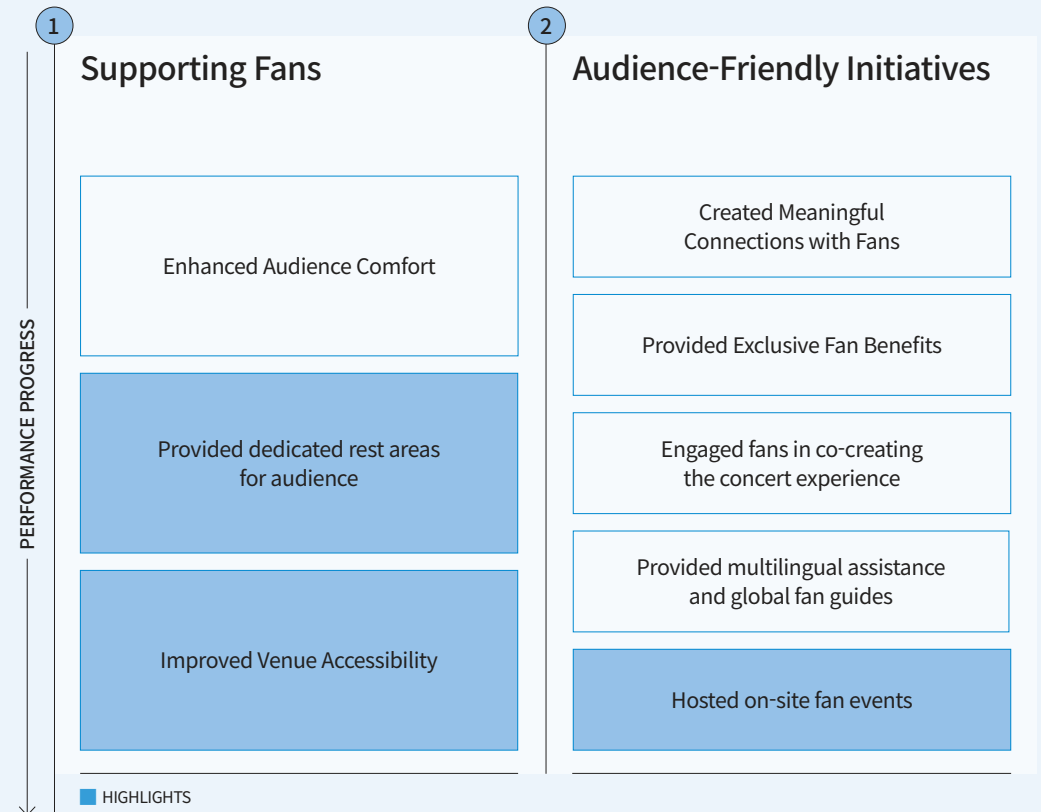 1
Supporting Fans
Enhanced Audience Comfort
Provided dedicated rest areas
for audience
Improved Venue Accessibility
2
Audience-Friendly Initiatives
Created Meaningful
Connections with Fans
Provided Exclusive Fan Benefits
Engaged fans in co-creating
the concert experience
Provided multilingual assistance
and global fan guides
Hosted on-site fan events
PERFORMANCE PROGRESS
HIGHLIGHTS